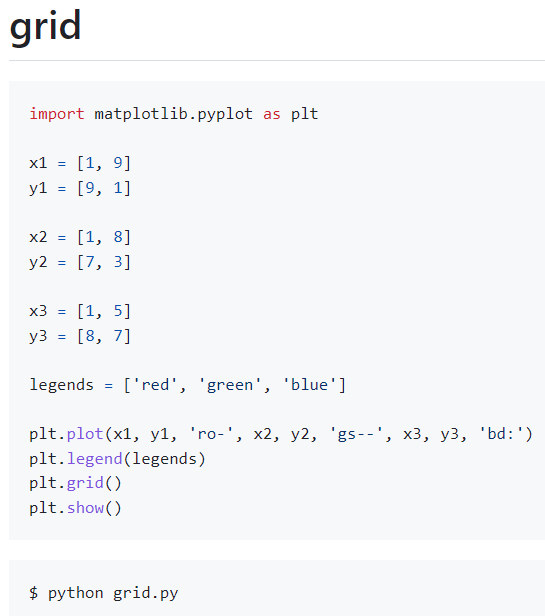 grid
import matplotlib.pyplot as plt
x1 = [1, 9]
y1 = [9, 1]
x2 = [1, 8]
y2 = [7, 3]
x3 = [1, 5]
y3 = [8, 7]
legends = ['red', 'green', 'blue']
plt.plot(x1, y1, 'ro-', x2, y2, 'gs--', x3, y3, 'bd:')
plt.legend(legends)
plt.grid()
plt.show()
$ python grid.py